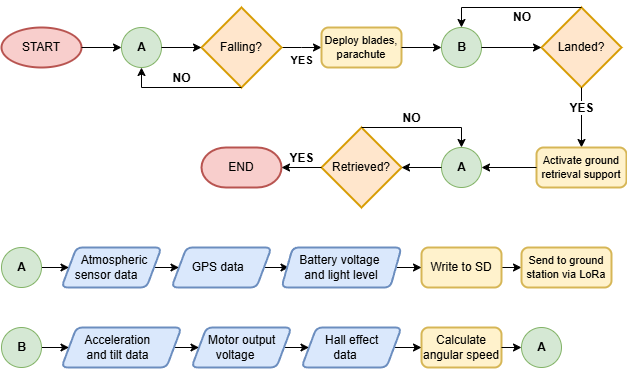 START
A
Falling?
YES
NO
Deploy blades,
parachute
B
NO
Landed?
YES
Activate ground
retrieval support
A
NO
Retrieved?
YES
END
A
Atmospheric
sensor data
GPS data
Battery voltage
and light level
Write to SD
Send to ground
station via LoRa
B
Acceleration
and tilt data
Motor output
voltage
Hall effect
data
Calculate
angular speed
A